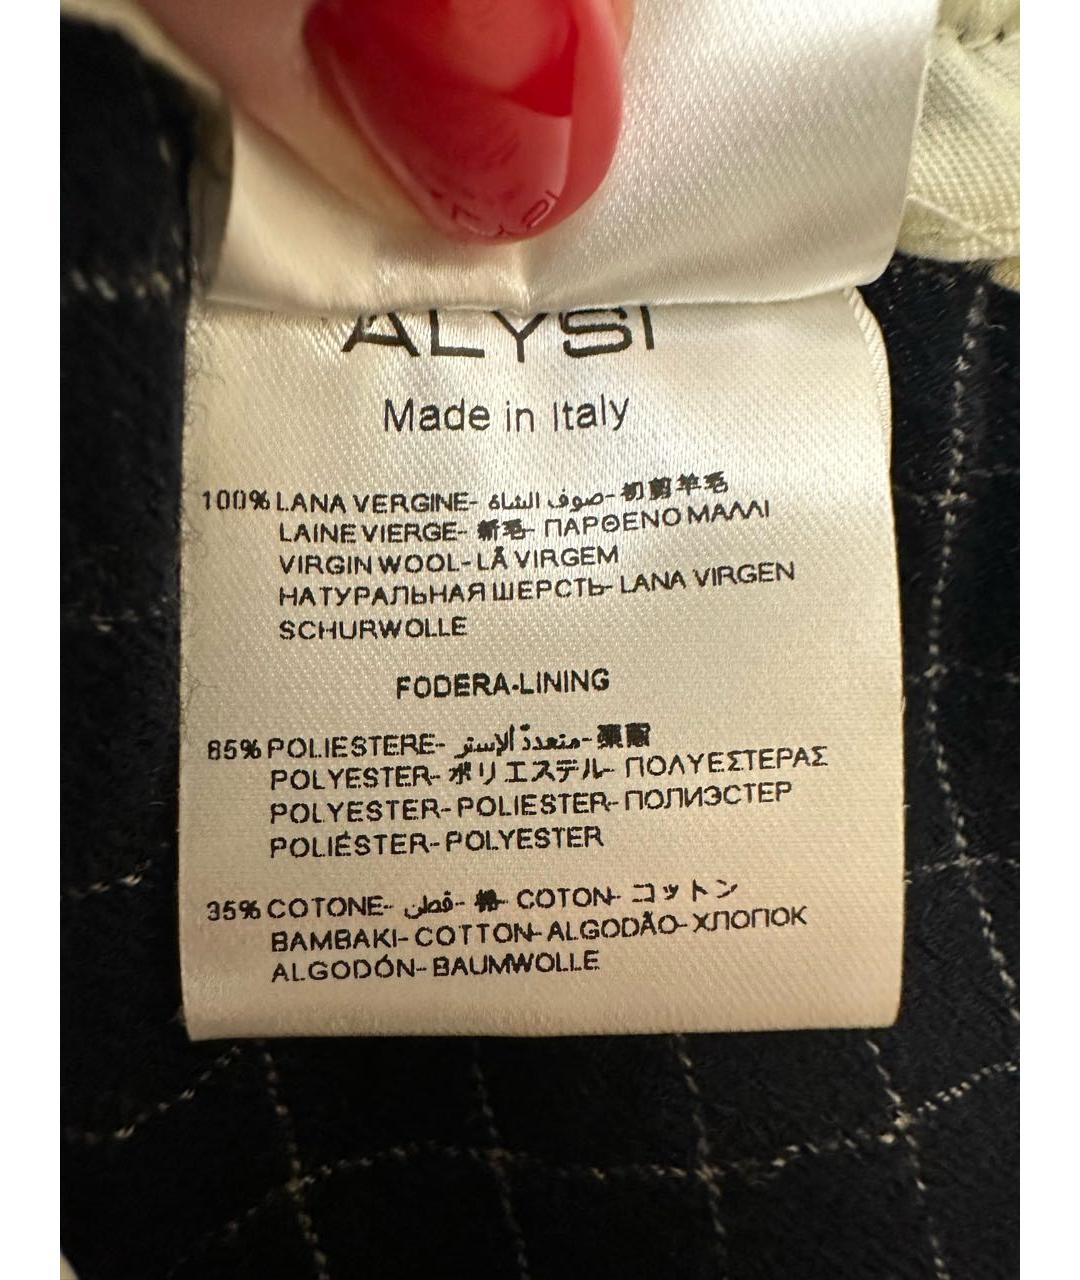 ALYSI
Made in Italy
100% LANA VERGINE- صوف الشاة -初剪羊毛
LAINE VIERGE- 新毛- ΠΑΡΘΕΝΟ ΜΑΛΛΙ
VIRGIN WOOL- LÃ VIRGEM
НАТУРАЛЬНАЯ ШЕРСТЬ- LANA VIRGEN
SCHURWOLLE
FODERA-LINING
85% POLIESTERE- متعددّ الإستر-
POLYESTER- ポリエステル- ΠΟΛΥΕΣΤΕΡΑΣ
POLYESTER- POLIESTER- ПОЛИЭСТЕР
POLIÉSTER- POLYESTER
35% COTONE- قطن- 棉- COTON- コットン
BAMBAKI- COTTON- ALGODÃO- ХЛОПОК
ALGODÓN- BAUMWOLLE